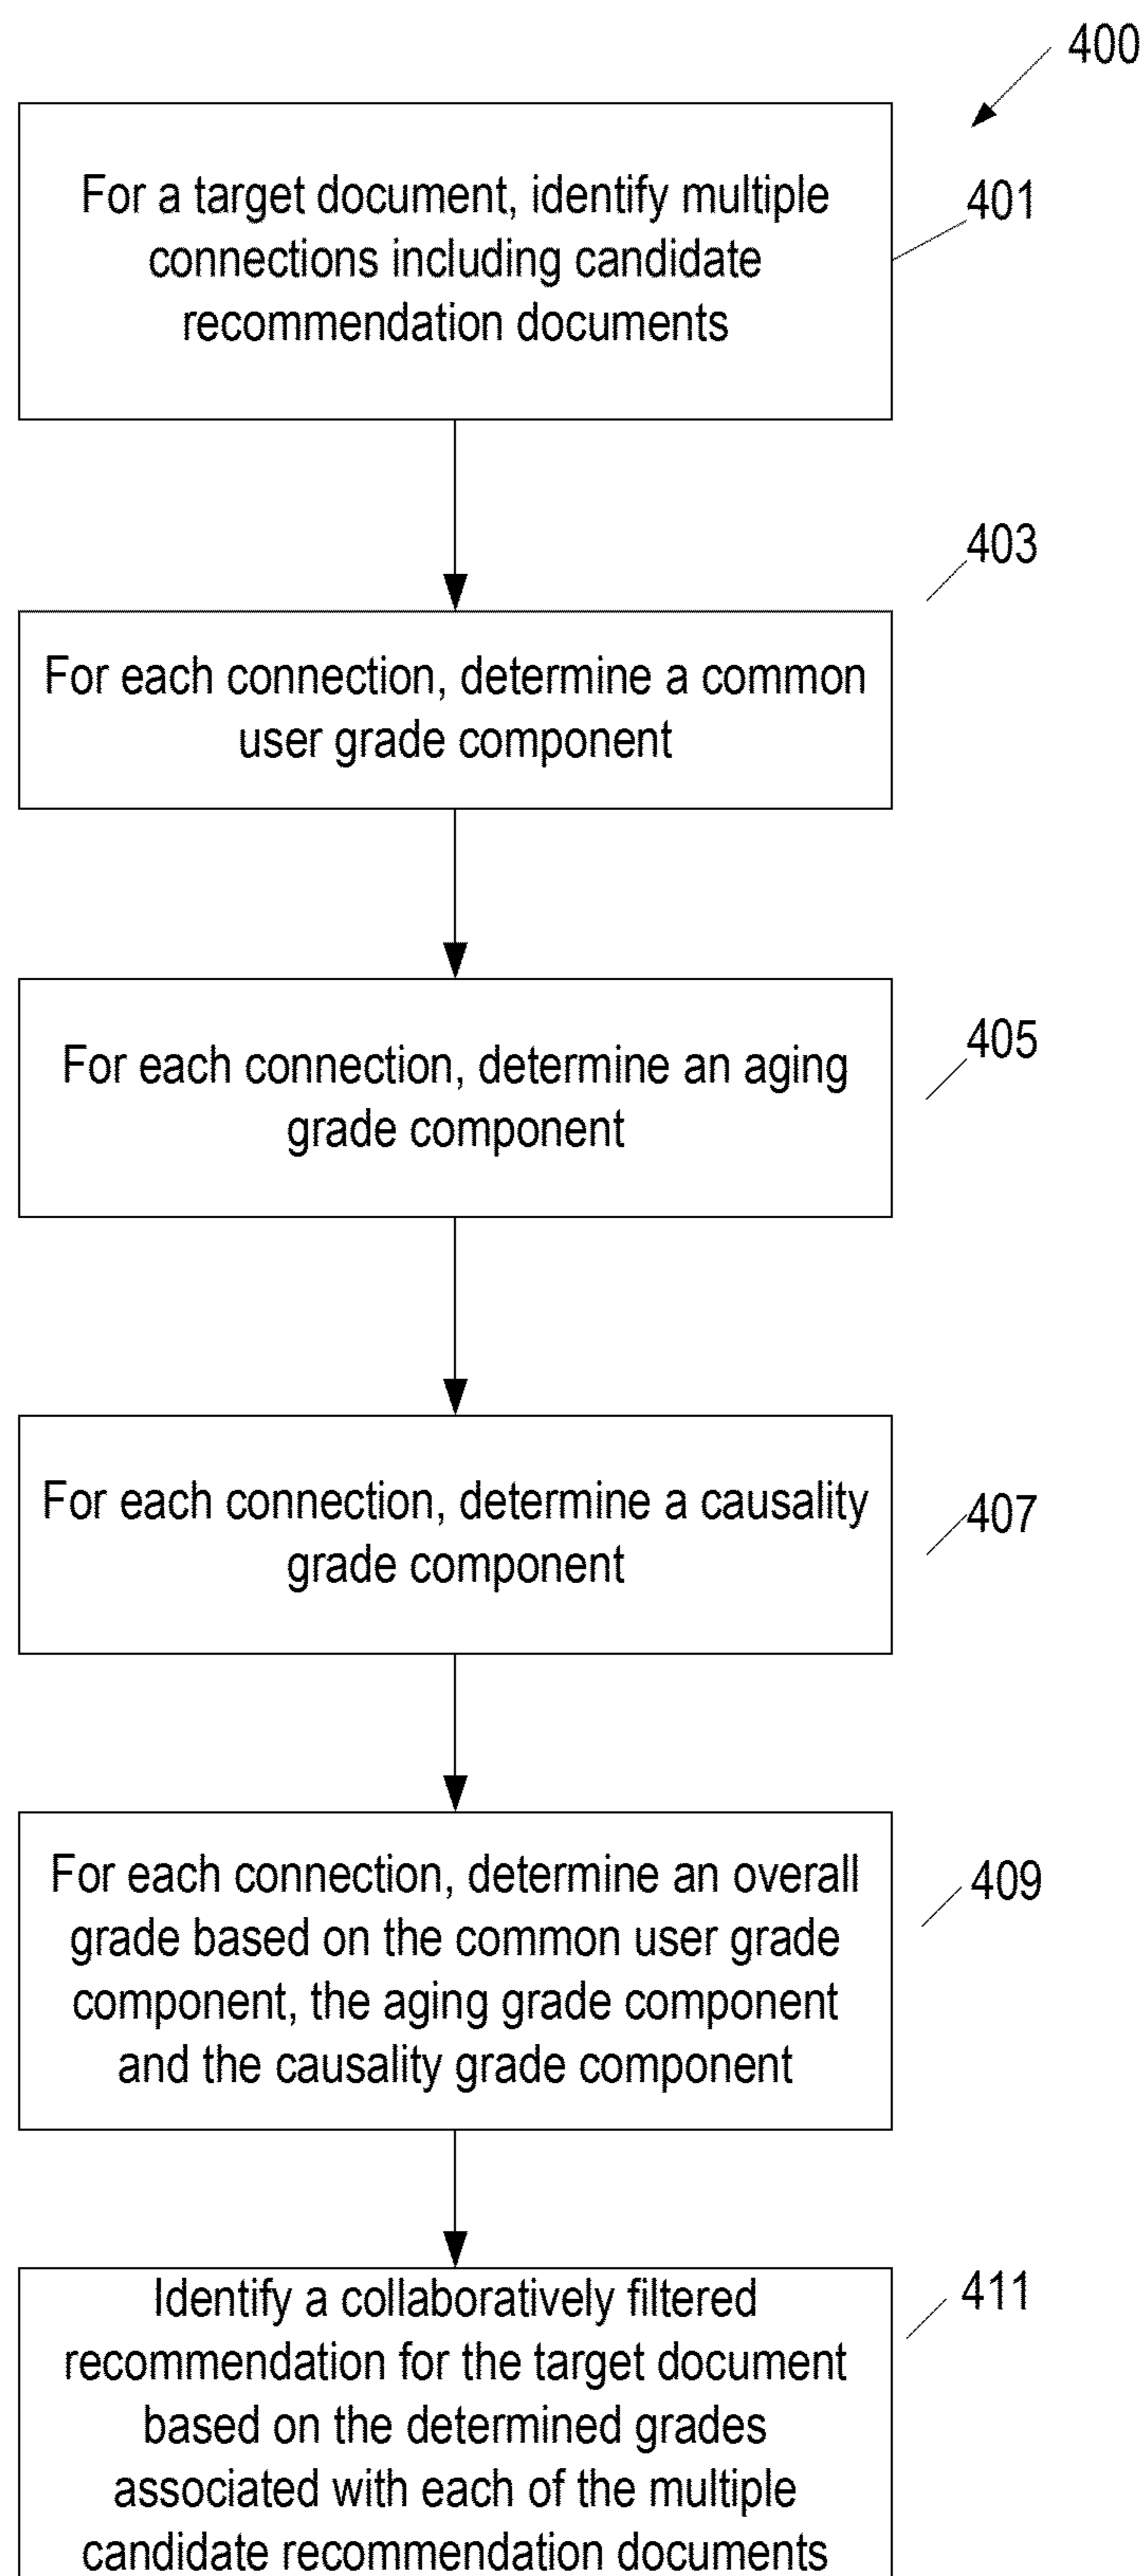 400
For a target document, identify multiple
connections including candidate
recommendation documents
401
403
For each connection, determine a common
user grade component
405
For each connection, determine an aging
grade component
For each connection, determine a causality
grade component
407
For each connection, determine an overall
grade based on the common user grade
component, the aging grade component
and the causality grade component
409
Identify a collaboratively filtered
recommendation for the target document
based on the determined grades
associated with each of the multiple
candidate recommendation documents
411